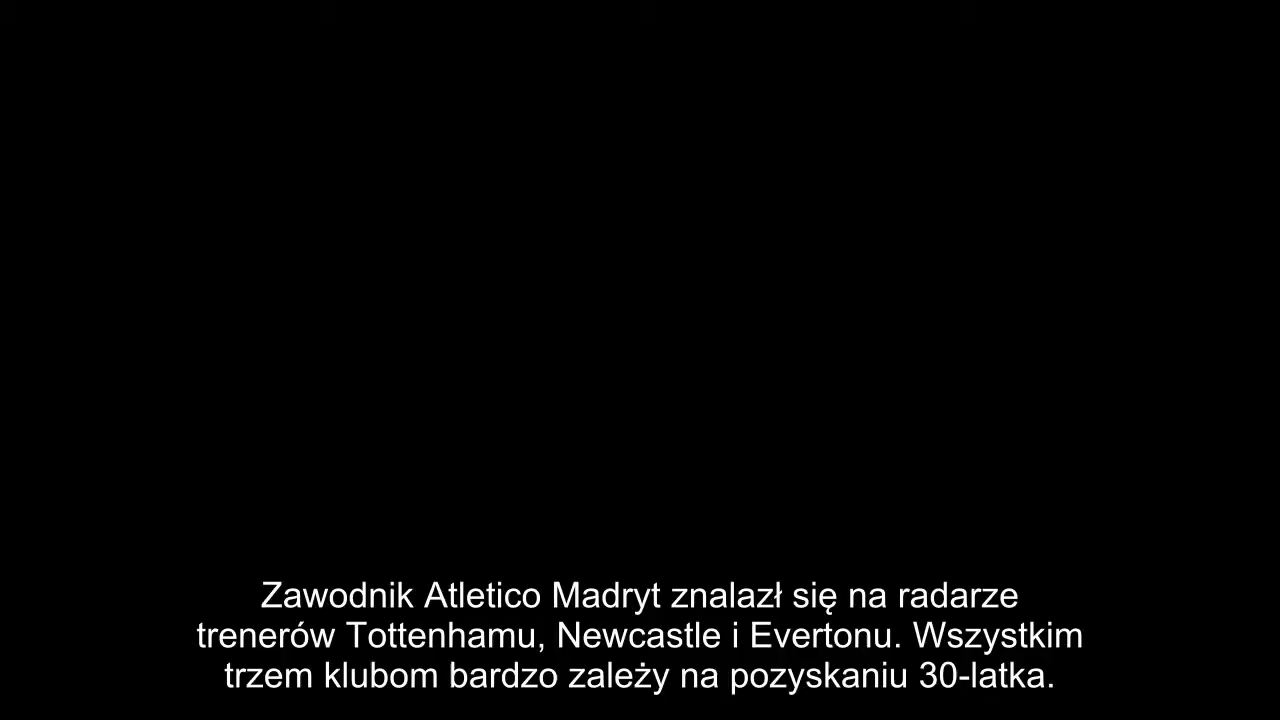 Zawodnik Atletico Madryt znalazł się na radarze
trenerów Tottenhamu, Newcastle i Evertonu. Wszystkim
trzem klubom bardzo zależy na pozyskaniu 30-latka.